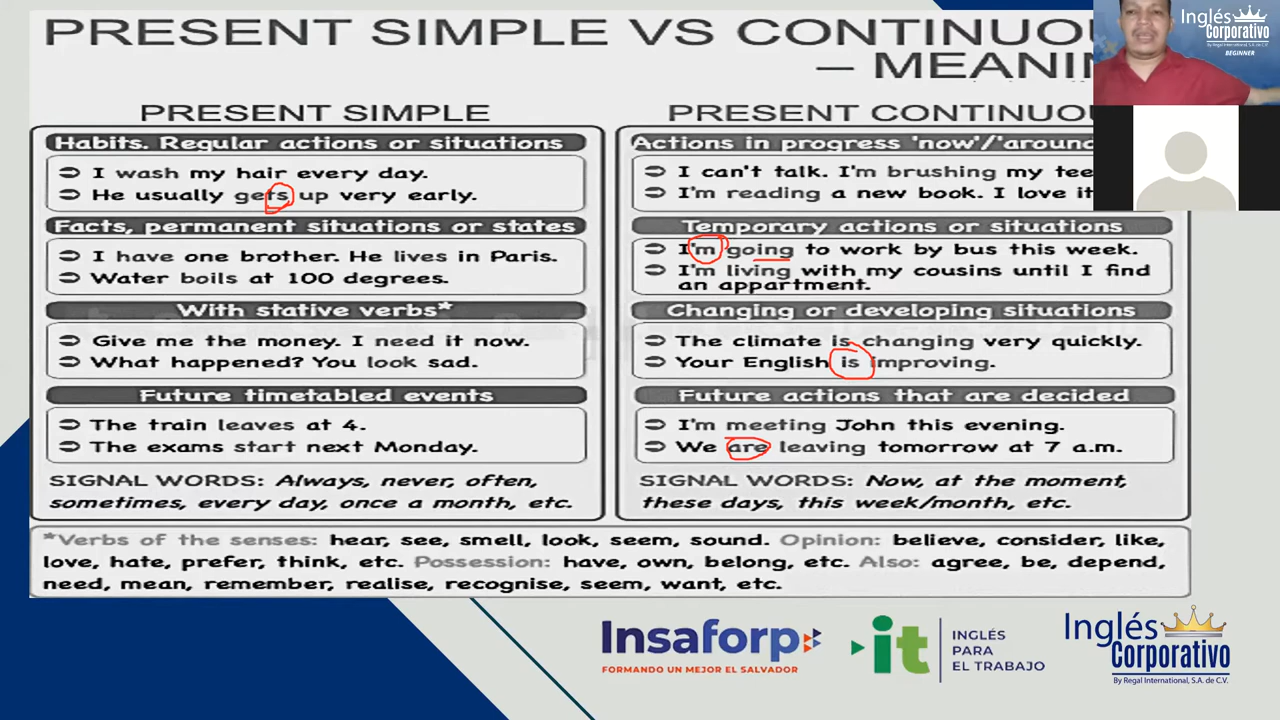 PRESENT SIMPLE VS CONTINUOU
– MEANIN
PRESENT SIMPLE
Habits. Regular actions or situations
➲ I wash my hair every day.
➲ He usually gets up very early.
Facts, permanent situations or states
➲ I have one brother. He lives in Paris.
➲ Water boils at 100 degrees.
With stative verbs*
➲ Give me the money. I need it now.
➲ What happened? You look sad.
Future timetabled events
➲ The train leaves at 4.
➲ The exams start next Monday.
SIGNAL WORDS: Always, never, often,
sometimes, every day, once a month, etc.
PRESENT CONTINUOU
Actions in progress 'now'/'around
➲ I can't talk. I'm brushing my tee
➲ I'm reading a new book. I love it
Temporary actions or situations
➲ I'm going to work by bus this week.
➲ I'm living with my cousins until I find
an appartment.
Changing or developing situations
➲ The climate is changing very quickly.
➲ Your English is improving.
Future actions that are decided
➲ I'm meeting John this evening.
➲ We are leaving tomorrow at 7 a.m.
SIGNAL WORDS: Now, at the moment,
these days, this week/month, etc.
*Verbs of the senses: hear, see, smell, look, seem, sound. Opinion: believe, consider, like,
love, hate, prefer, think, etc. Possession: have, own, belong, etc. Also: agree, be, depend,
need, mean, remember, realise, recognise, seem, want, etc.
Inglés
Corporativo
By Regal International, S.A. de C.V.
BEGINNER
Insaforp
FORMANDO UN MEJOR EL SALVADOR
it
INGLÉS
PARA
EL TRABAJO
Inglés
Corporativo
By Regal International, S.A. de C.V.